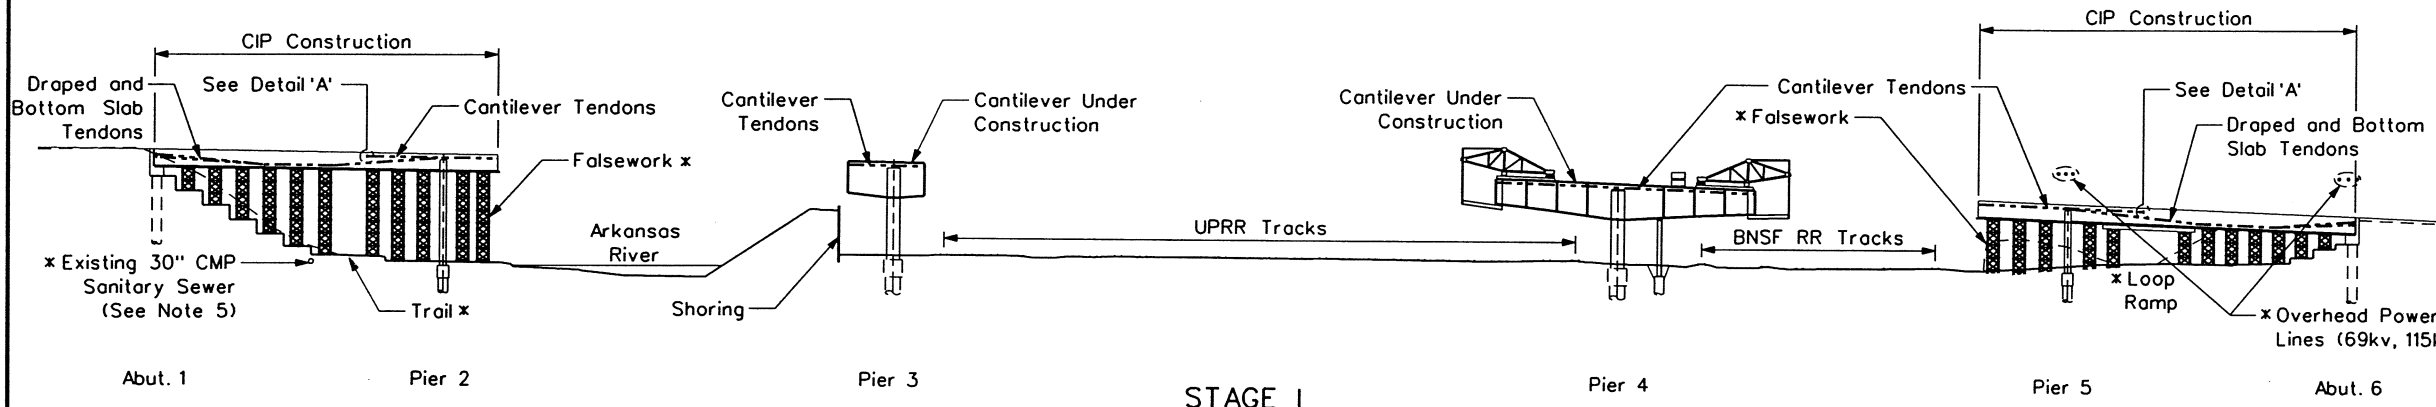 CIP Construction
Draped and
Bottom Slab
Tendons
See Detail 'A'
Cantilever Tendons
Falsework *
* Existing 30" CMP
Sanitary Sewer
(See Note 5)
Trail *
Arkansas
River
Shoring
Cantilever
Tendons
Cantilever Under
Construction
UPRR Tracks
Cantilever Under
Construction
Cantilever Tendons
* Falsework
BNSF RR Tracks
CIP Construction
See Detail 'A'
Draped and Bottom
Slab Tendons
* Loop
Ramp
* Overhead Power
Lines (69kv, 115k
Abut. 1
Pier 2
Pier 3
STAGE I
Pier 4
Pier 5
Abut. 6